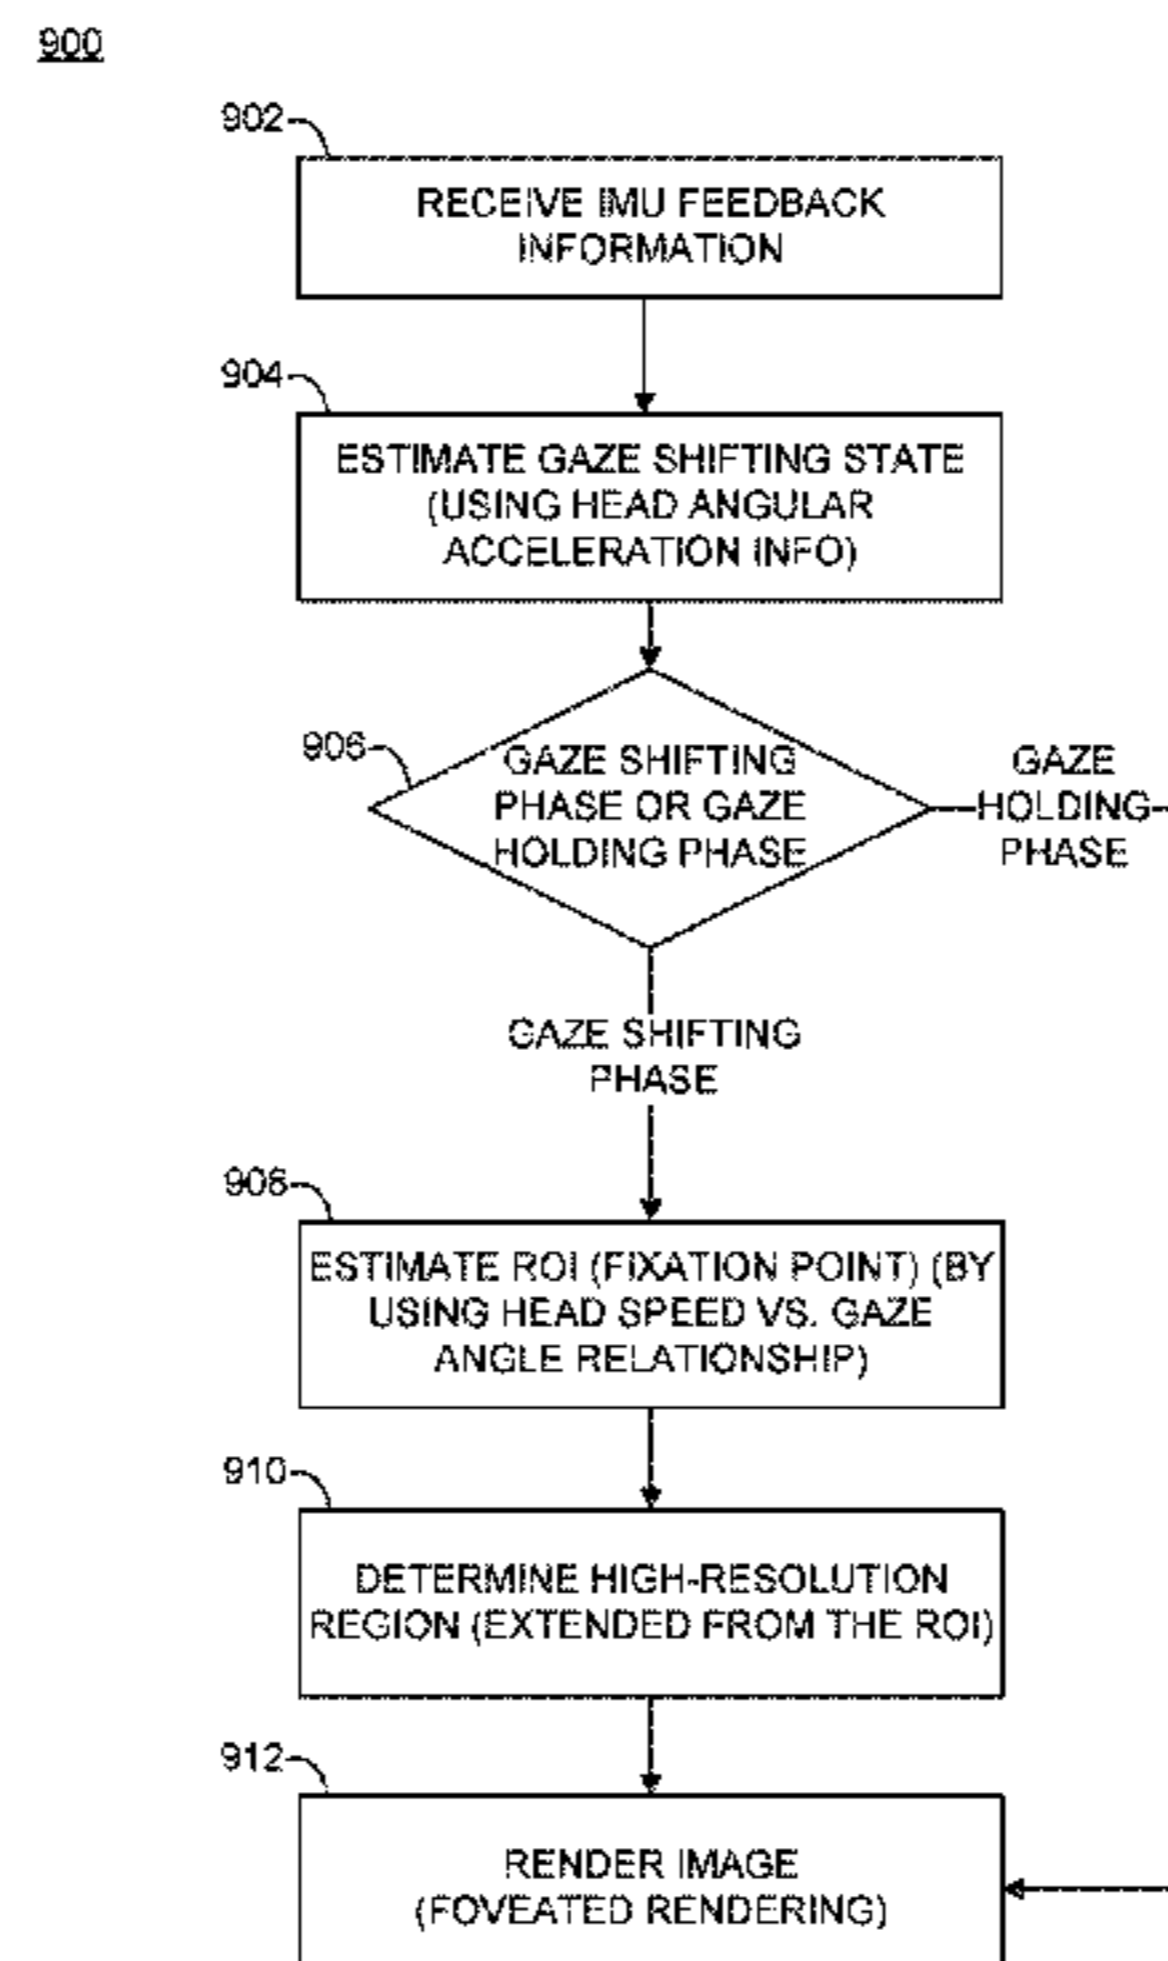 900
902
RECEIVE IMU FEEDBACK
INFORMATION
904
ESTIMATE GAZE SHIFTING STATE
(USING HEAD ANGULAR
ACCELERATION INFO)
906
GAZE SHIFTING
PHASE OR GAZE
HOLDING PHASE
GAZE
HOLDING
PHASE
GAZE SHIFTING
PHASE
908
ESTIMATE ROI (FIXATION POINT) (BY
USING HEAD SPEED VS. GAZE
ANGLE RELATIONSHIP)
910
DETERMINE HIGH-RESOLUTION
REGION (EXTENDED FROM THE ROI)
912
RENDER IMAGE
(FOVEATED RENDERING)